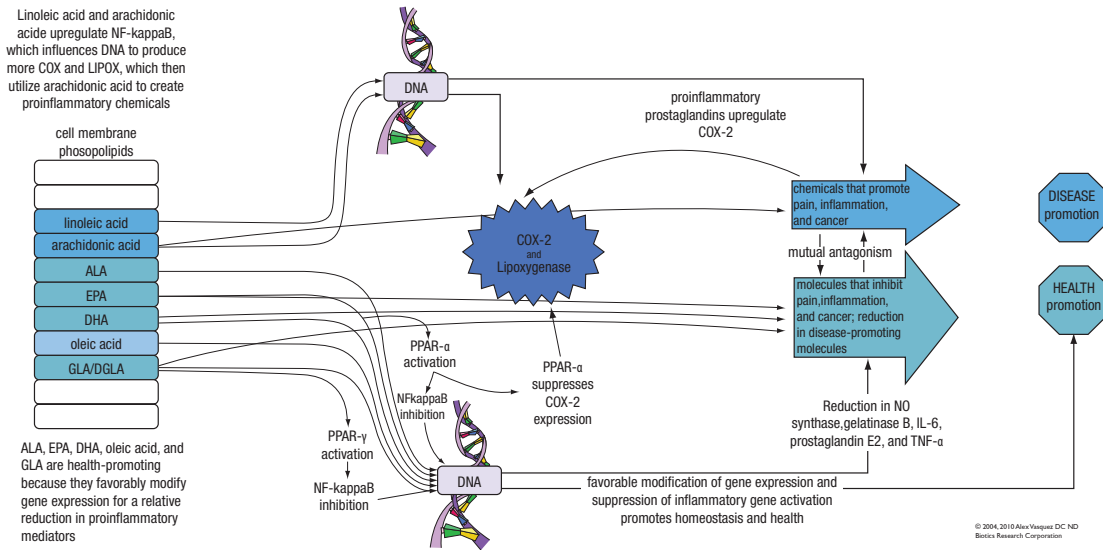 Linoleic acid and arachidonic
acide upregulate NF-kappaB,
which influences DNA to produce
more COX and LIPOX, which then
utilize arachidonic acid to create
proinflammatory chemicals
cell membrane
phosopolipids
linoleic acid
arachidonic acid
ALA
EPA
DHA
oleic acid
GLA/DGLA
ALA, EPA, DHA, oleic acid, and
GLA are health-promoting
because they favorably modify
gene expression for a relative
reduction in proinflammatory
mediators
DNA
proinflammatory
prostaglandins upregulate
COX-2
COX-2
and
Lipoxygenase
chemicals that promote
pain, inflammation,
and cancer
mutual antagonism
molecules that inhibit
pain,inflammation,
and cancer; reduction
in disease-promoting
molecules
DISEASE
promotion
HEALTH
promotion
PPAR-α
activation
NFkappaB
inhibition
PPAR-α
suppresses
COX-2
expression
PPAR-γ
activation
NF-kappaB
inhibition
DNA
Reduction in NO
synthase,gelatinase B, IL-6,
prostaglandin E2, and TNF-α
favorable modification of gene expression and
suppression of inflammatory gene activation
promotes homeostasis and health
© 2004, 2010 Alex Vasquez DC ND
Biotics Research Corporation